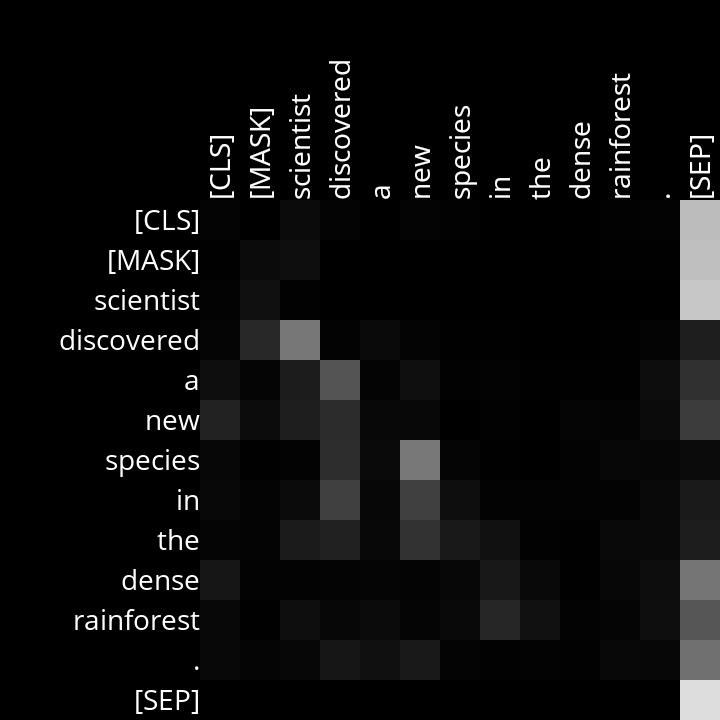 [CLS] [MASK] scientist discovered a new species in the dense rainforest . [SEP]
[CLS]
[MASK]
scientist
discovered
a
new
species
in
the
dense
rainforest
.
[SEP]